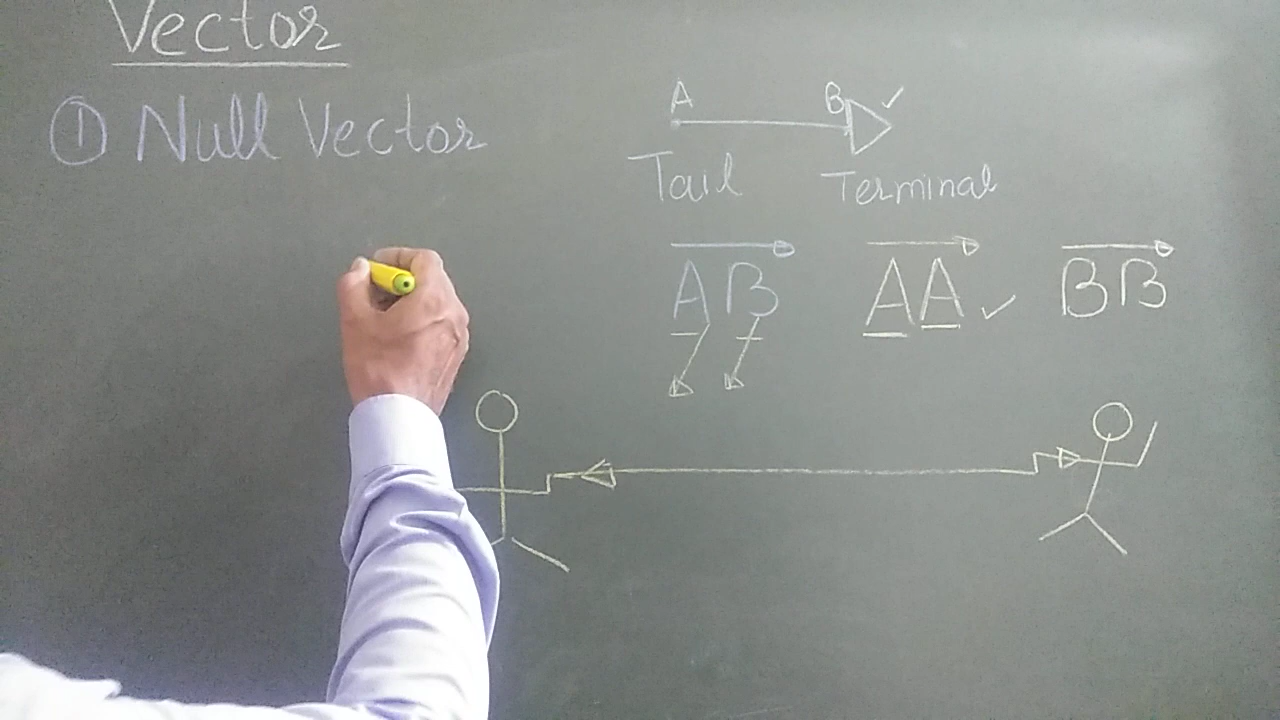 Vector
① Null Vector
A B ✓
Tail Terminal
AB AA ✓ BB